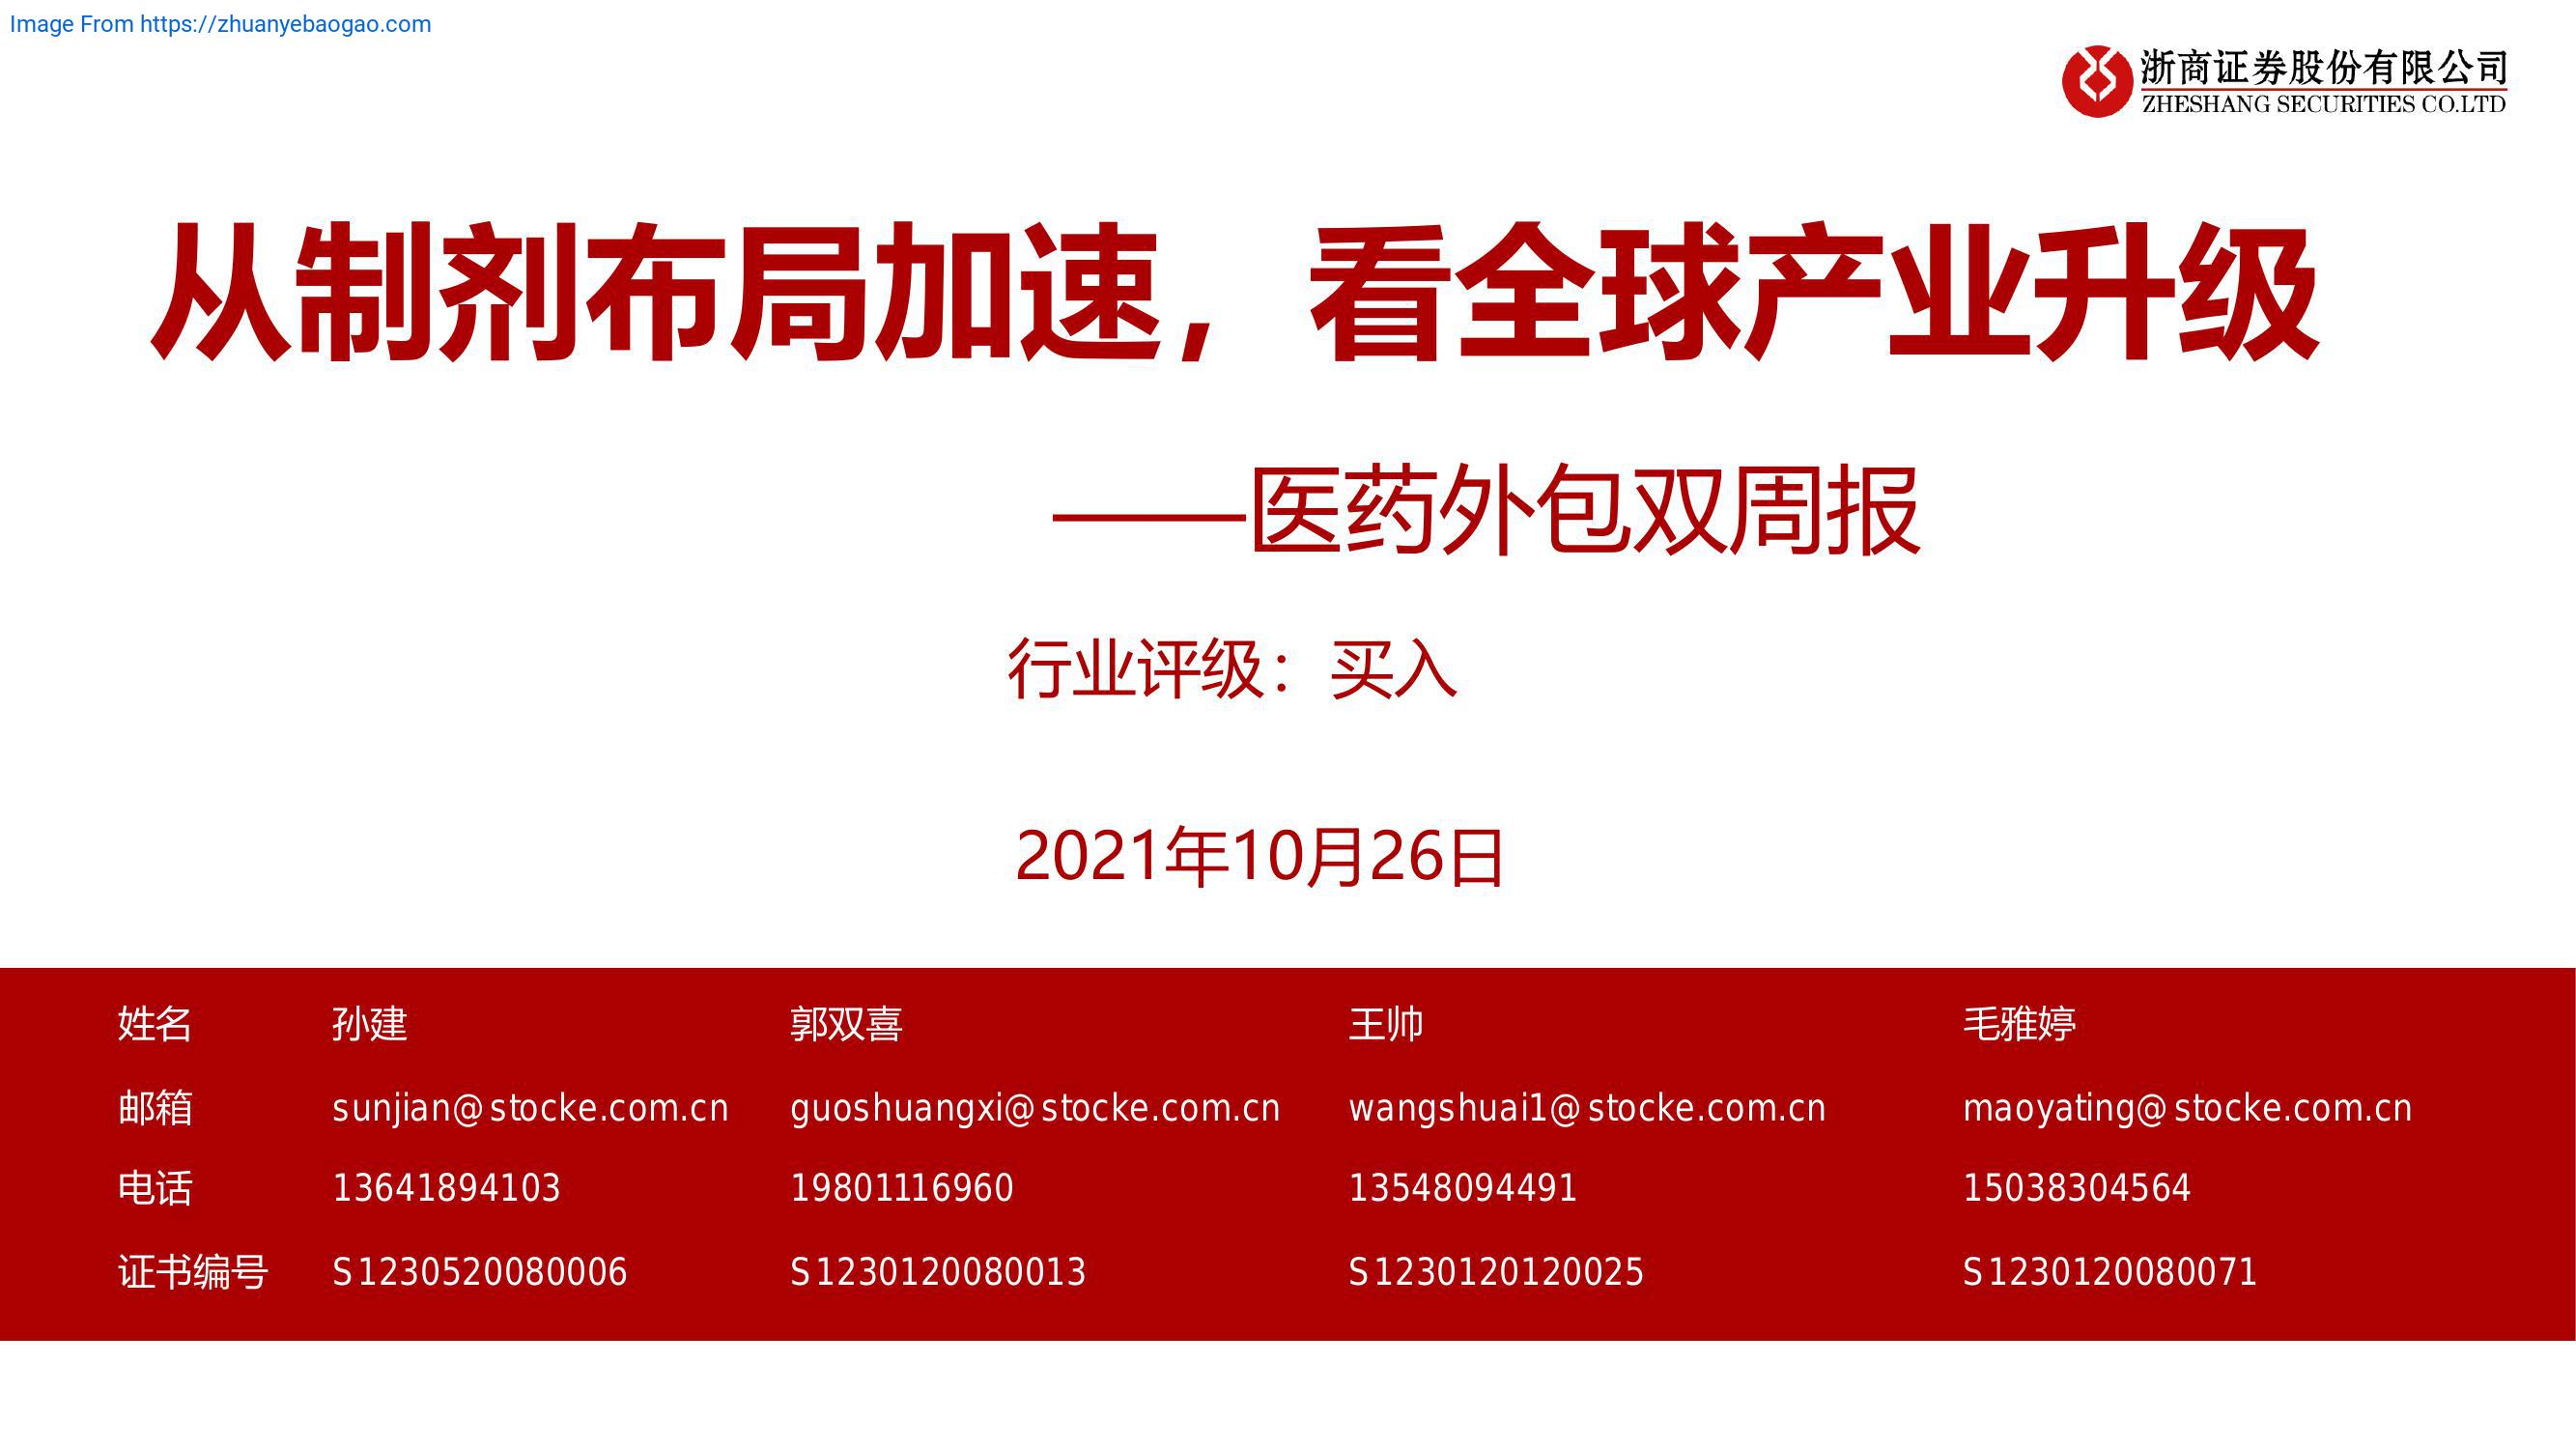 Image From https://zhuanyebaogao.com
浙商证券股份有限公司
ZHESHANG SECURITIES CO.LTD
从制剂布局加速，看全球产业升级
——医药外包双周报
行业评级：买入
2021年10月26日
姓名 孙建 郭双喜 王帅 毛雅婷
邮箱 sunjian@stocke.com.cn guoshuangxi@stocke.com.cn wangshuai1@stocke.com.cn maoyating@stocke.com.cn
电话 13641894103 19801116960 13548094491 15038304564
证书编号 S1230520080006 S1230120080013 S1230120120025 S1230120080071